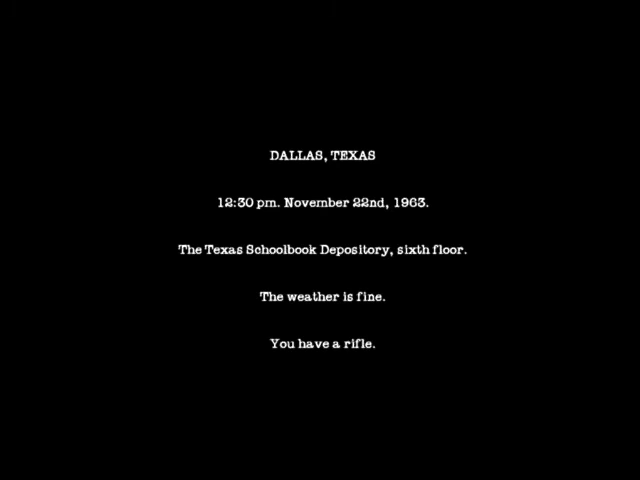 DALLAS, TEXAS
12:30 pm. November 22nd, 1963.
The Texas Schoolbook Depository, sixth floor.
The weather is fine.
You have a rifle.